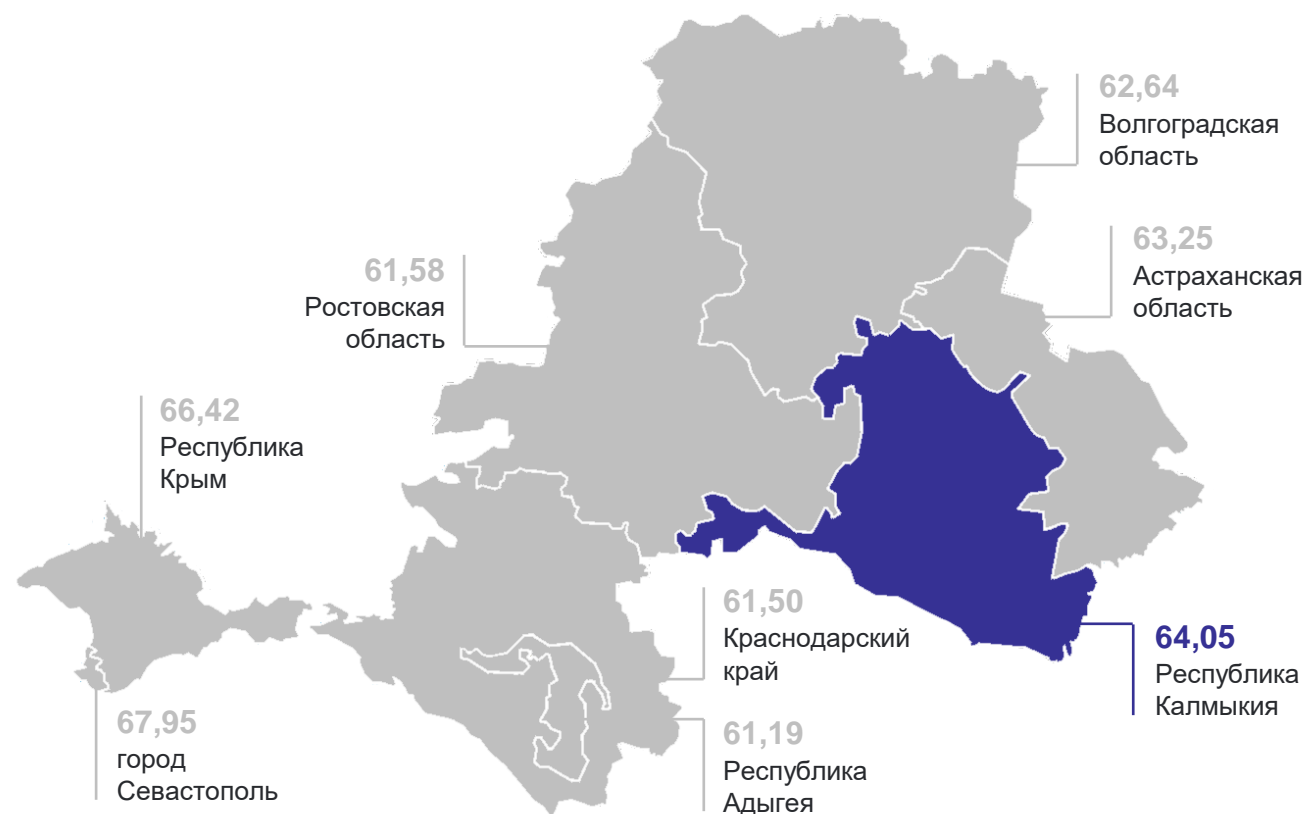 62,64
Волгоградская
область
63,25
Астраханская
область
61,58
Ростовская
область
66,42
Республика
Крым
61,50
Краснодарский
край
64,05
Республика
Калмыкия
67,95
город
Севастополь
61,19
Республика
Адыгея